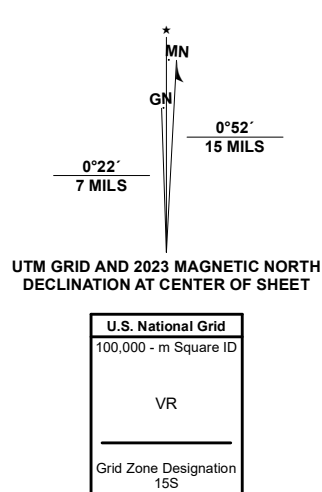 ★
MN
GN
0°52´
15 MILS
0°22´
7 MILS
UTM GRID AND 2023 MAGNETIC NORTH
DECLINATION AT CENTER OF SHEET
U.S. National Grid
100,000 - m Square ID
VR
Grid Zone Designation
15S